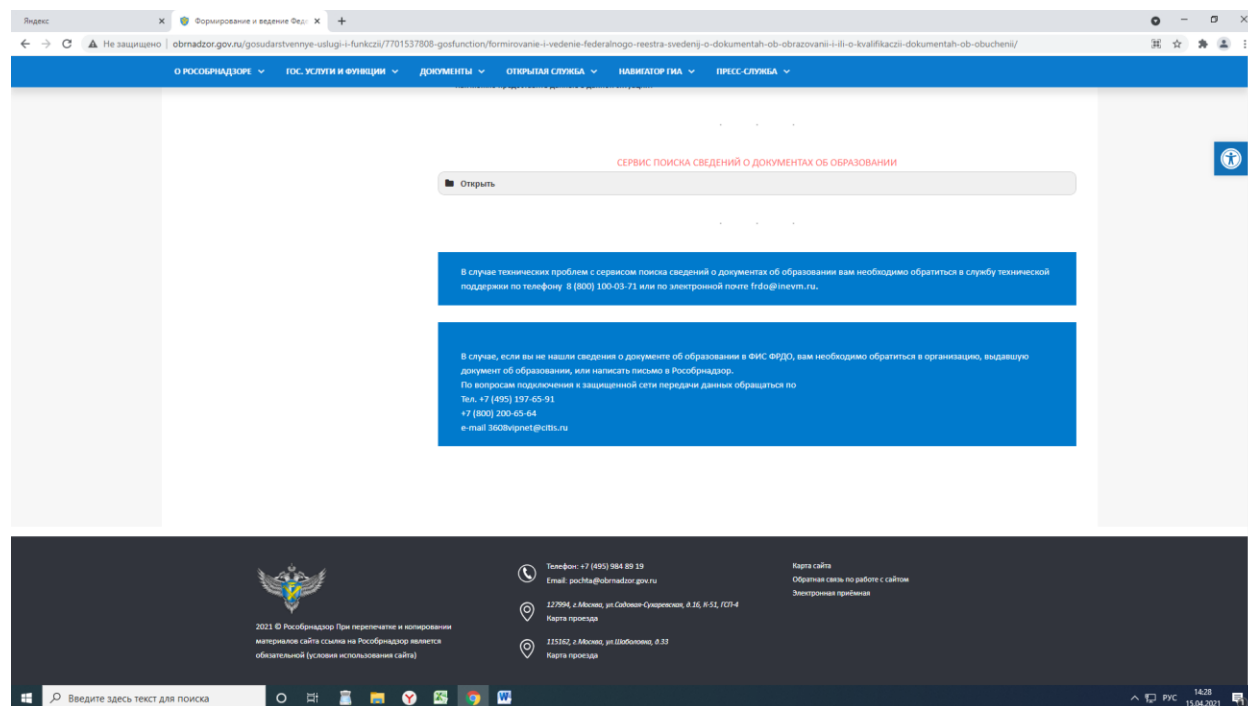 Яндекс
Формирование и ведение Феде
Не защищено | obrnadzor.gov.ru/gosudarstvennye-uslugi-i-funkczii/7701537808-gosfunction/formirovanie-i-vedenie-federalnogo-reestra-svedenij-o-dokumentah-ob-obrazovanii-i-ili-o-kvalifikaczii-dokumentah-ob-obuchenii/
О РОСОБРНАДЗОРЕ ГОС. УСЛУГИ И ФУНКЦИИ ДОКУМЕНТЫ ОТКРЫТАЯ СЛУЖБА НАВИГАТОР ГИА ПРЕСС-СЛУЖБА
СЕРВИС ПОИСКА СВЕДЕНИЙ О ДОКУМЕНТАХ ОБ ОБРАЗОВАНИИ
Открыть
В случае технических проблем с сервисом поиска сведений о документах об образовании вам необходимо обратиться в службу технической
поддержки по телефону 8 (800) 100-03-71 или по электронной почте frdo@inevm.ru.
В случае, если вы не нашли сведения о документе об образовании в ФИС ФРДО, вам необходимо обратиться в организацию, выдавшую
документ об образовании, или написать письмо в Рособрнадзор.
По вопросам подключения к защищенной сети передачи данных обращаться по
Тел. +7 (495) 197-65-91
+7 (800) 200-65-64
e-mail 3608vipnet@citis.ru
2021 © Рособрнадзор При перепечатке и копировании
материалов сайта ссылка на Рособрнадзор является
обязательной (условия использования сайта)
Телефон: +7 (495) 984 89 19
Email: pochta@obrnadzor.gov.ru
127994, г.Москва, ул.Садовая-Сухаревская, д.16, К-51, ГСП-4
Карта проезда
115162, г.Москва, ул.Шаболовка, д.33
Карта проезда
Карта сайта
Обратная связь по работе с сайтом
Электронная приёмная
Введите здесь текст для поиска
РУС
14:28
15.04.2021